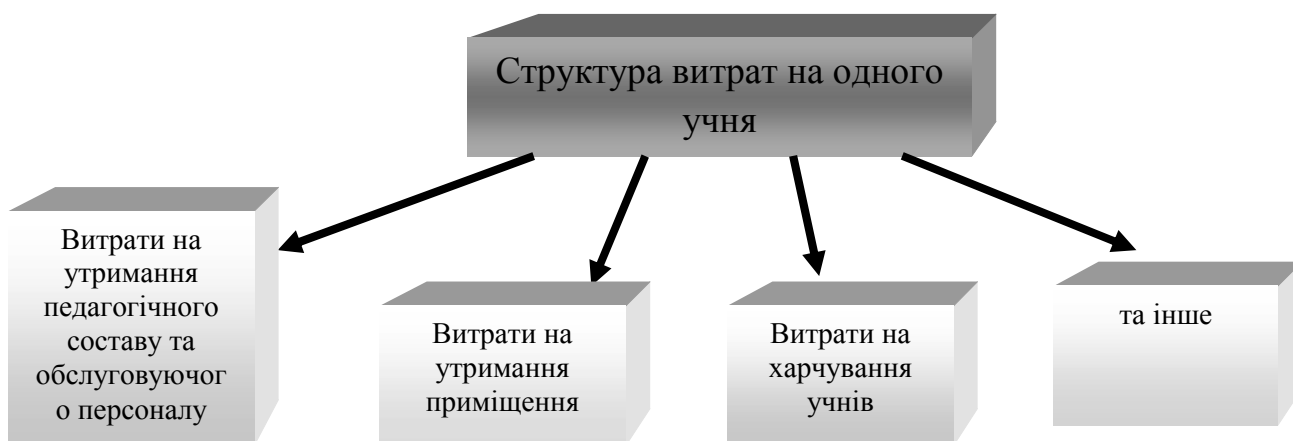 Структура витрат на одного
учня
Витрати на
утримання
педагогічного
составу та
обслуговуючог
о персоналу
Витрати на
утримання
приміщення
Витрати на
харчування
учнів
та інше